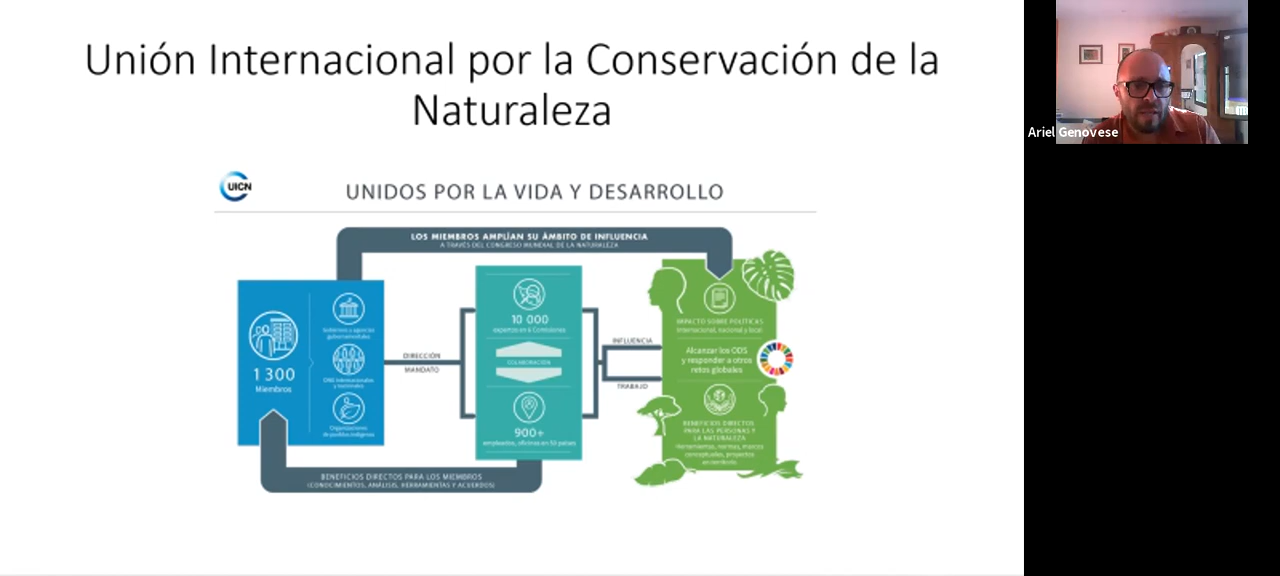 Unión Internacional por la Conservación de la
Naturaleza
UICN
UNIDOS POR LA VIDA Y DESARROLLO
LOS MIEMBROS AMPLÍAN SU ÁMBITO DE INFLUENCIA
A TRAVÉS DEL CONGRESO MUNDIAL DE LA NATURALEZA
1 300
Miembros
Gobiernos y agencias
gubernamentales
ONG internacionales
y nacionales
Organizaciones
de pueblos indígenas
DIRECCIÓN
MANDATO
10 000
expertos en 6 Comisiones
COLABORACIÓN
900+
empleados, oficinas en 50 países
INFLUENCIA
TRABAJO
IMPACTO SOBRE POLÍTICAS
internacional, nacional y local
Alcanzar los ODS
y responder a otros
retos globales
BENEFICIOS DIRECTOS
PARA LAS PERSONAS Y
LA NATURALEZA
Herramientas, normas, marcos
conceptuales, proyectos
BENEFICIOS DIRECTOS PARA LOS MIEMBROS
(CONOCIMIENTOS, ANÁLISIS, HERRAMIENTAS Y ACUERDOS)
Ariel Genovese